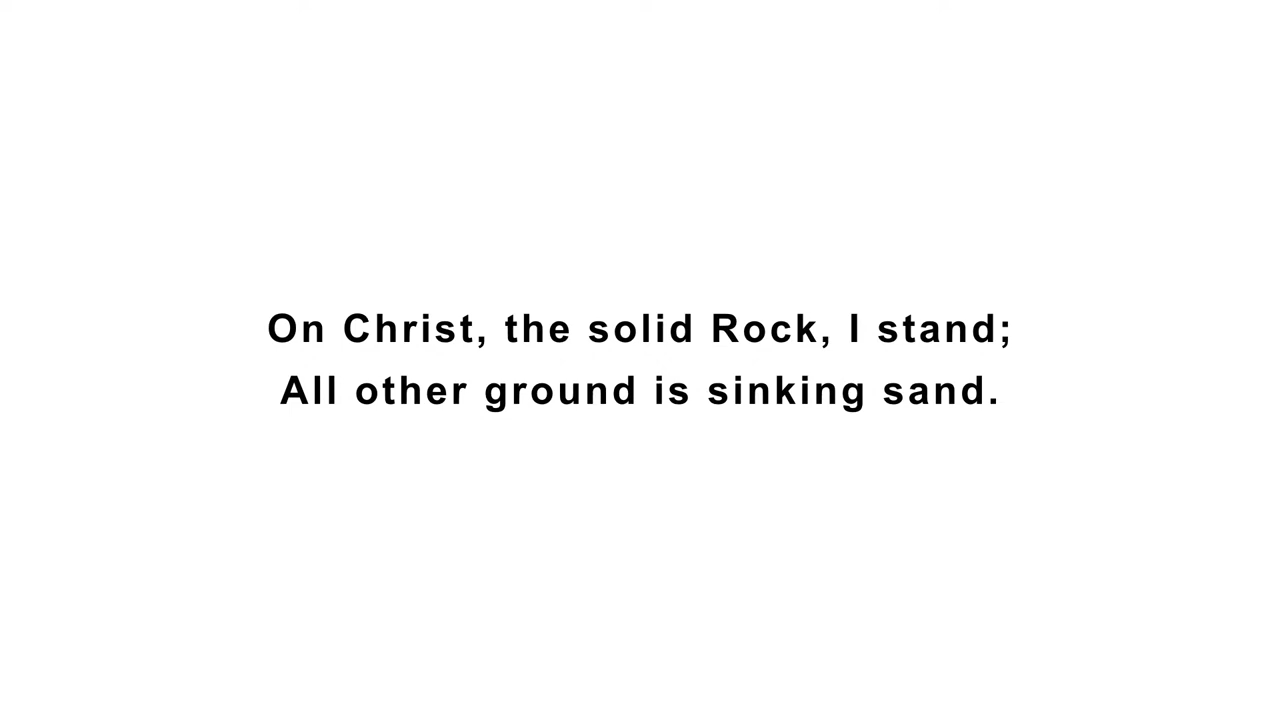 On Christ, the solid Rock, I stand;
All other ground is sinking sand.